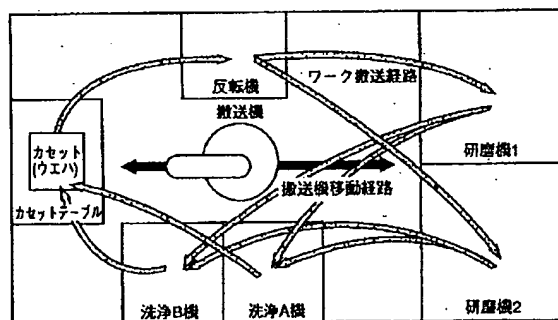 反転機
ワーク搬送経路
搬送機
研磨機1
カセット
(ウエハ)
搬送機移動経路
カセットテーブル
洗浄B機
洗浄A機
研磨機2